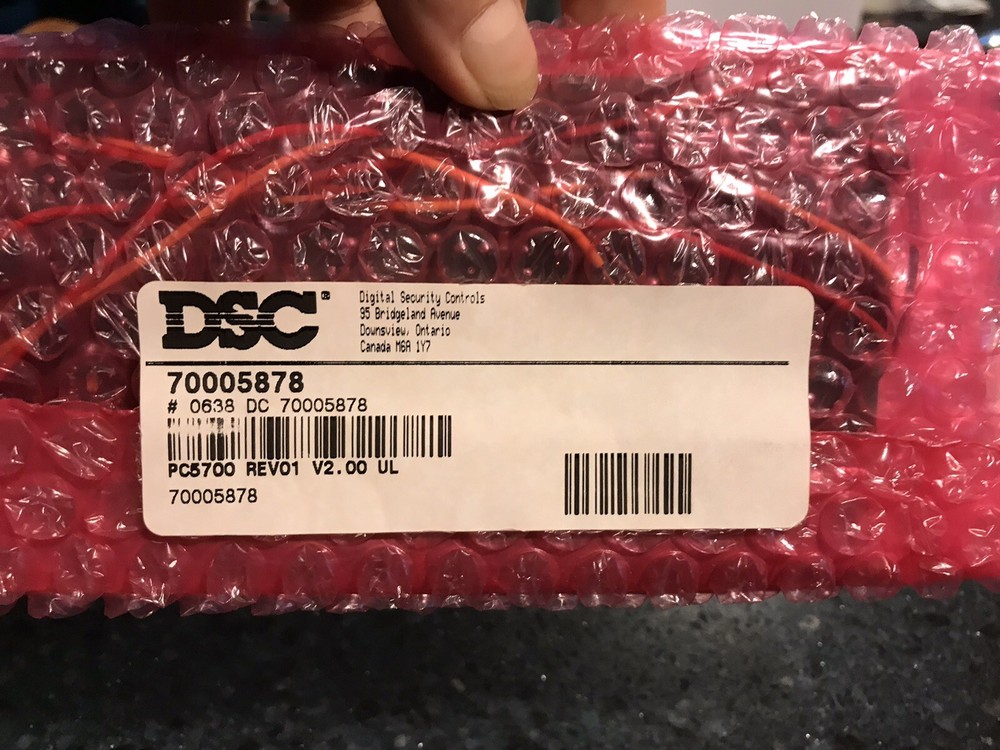 DSC®
Digital Security Controls
95 Bridgeland Avenue
Downsview, Ontario
Canada M6A 1Y7
70005878
# 0638 DC 70005878
PC5700 REV01 V2.00 UL
70005878